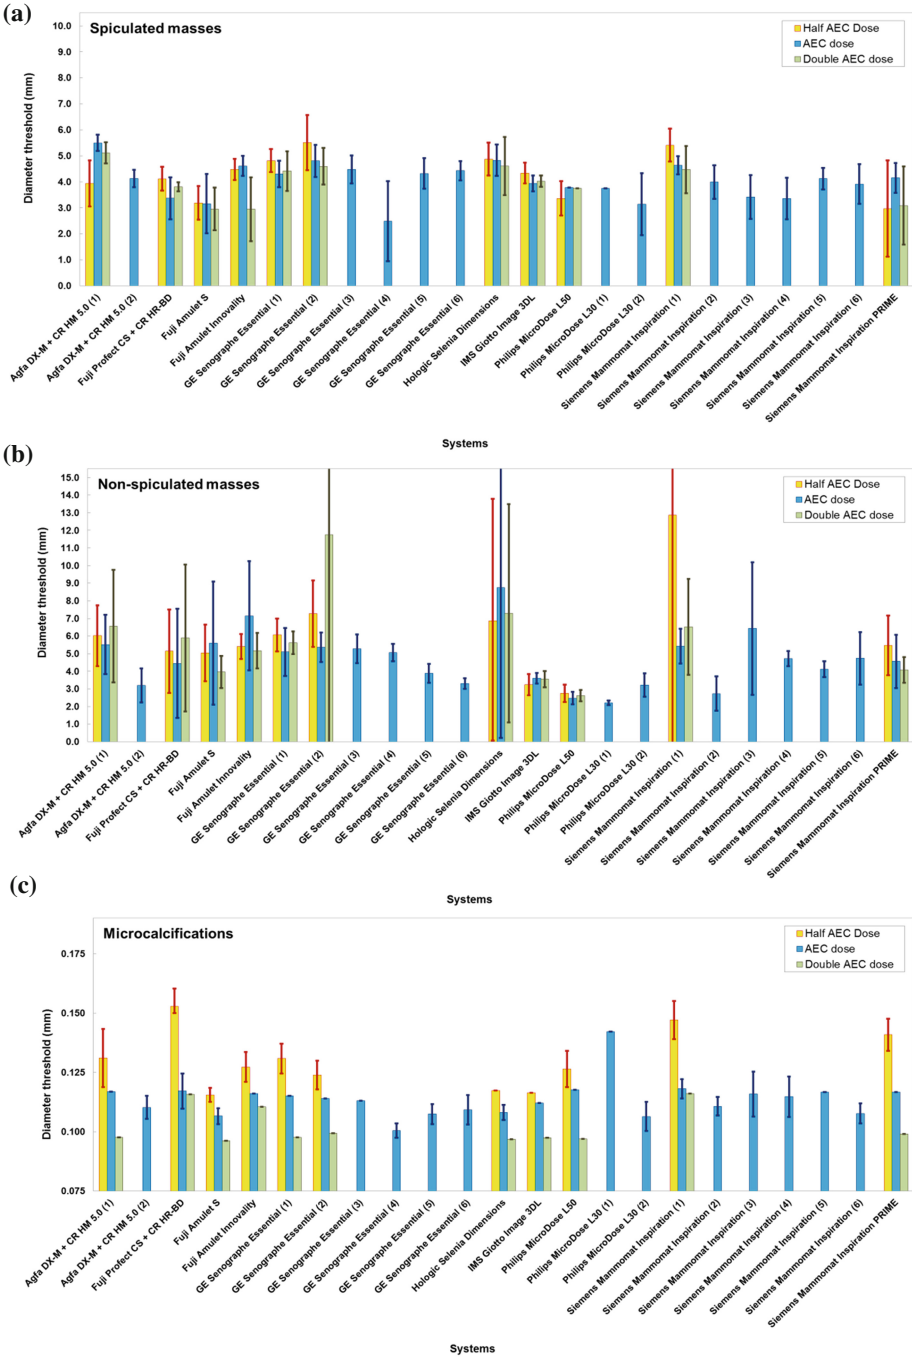 (a)
Spiculated masses
Half AEC Dose
AEC dose
Double AEC dose
Diameter threshold (mm)
10.0
9.0
8.0
7.0
6.0
5.0
4.0
3.0
2.0
1.0
0.0
Agfa DX-M + CR HM 5.0 (1)
Agfa DX-M + CR HM 5.0 (2)
Fuji Profect CS + CR HR-BD
Fuji Amulet S
Fuji Amulet Innovality
GE Senographe Essential (1)
GE Senographe Essential (2)
GE Senographe Essential (3)
GE Senographe Essential (4)
GE Senographe Essential (5)
GE Senographe Essential (6)
Hologic Selenia Dimensions
IMS Giotto Image 3DL
Philips MicroDose L50
Philips MicroDose L30 (1)
Philips MicroDose L30 (2)
Siemens Mammomat Inspiration (1)
Siemens Mammomat Inspiration (2)
Siemens Mammomat Inspiration (3)
Siemens Mammomat Inspiration (4)
Siemens Mammomat Inspiration (5)
Siemens Mammomat Inspiration (6)
Siemens Mammomat Inspiration PRIME
Systems
(b)
Non-spiculated masses
Half AEC Dose
AEC dose
Double AEC dose
Diameter threshold (mm)
15.0
14.0
13.0
12.0
11.0
10.0
9.0
8.0
7.0
6.0
5.0
4.0
3.0
2.0
1.0
0.0
Agfa DX-M + CR HM 5.0 (1)
Agfa DX-M + CR HM 5.0 (2)
Fuji Profect CS + CR HR-BD
Fuji Amulet S
Fuji Amulet Innovality
GE Senographe Essential (1)
GE Senographe Essential (2)
GE Senographe Essential (3)
GE Senographe Essential (4)
GE Senographe Essential (5)
GE Senographe Essential (6)
Hologic Selenia Dimensions
IMS Giotto Image 3DL
Philips MicroDose L50
Philips MicroDose L30 (1)
Philips MicroDose L30 (2)
Siemens Mammomat Inspiration (1)
Siemens Mammomat Inspiration (2)
Siemens Mammomat Inspiration (3)
Siemens Mammomat Inspiration (4)
Siemens Mammomat Inspiration (5)
Siemens Mammomat Inspiration (6)
Siemens Mammomat Inspiration PRIME
Systems
(c)
Microcalcifications
Half AEC Dose
AEC dose
Double AEC dose
Diameter threshold (mm)
0.175
0.150
0.125
0.100
0.075
Agfa DX-M + CR HM 5.0 (1)
Agfa DX-M + CR HM 5.0 (2)
Fuji Profect CS + CR HR-BD
Fuji Amulet S
Fuji Amulet Innovality
GE Senographe Essential (1)
GE Senographe Essential (2)
GE Senographe Essential (3)
GE Senographe Essential (4)
GE Senographe Essential (5)
GE Senographe Essential (6)
Hologic Selenia Dimensions
IMS Giotto Image 3DL
Philips MicroDose L50
Philips MicroDose L30 (1)
Philips MicroDose L30 (2)
Siemens Mammomat Inspiration (1)
Siemens Mammomat Inspiration (2)
Siemens Mammomat Inspiration (3)
Siemens Mammomat Inspiration (4)
Siemens Mammomat Inspiration (5)
Siemens Mammomat Inspiration (6)
Siemens Mammomat Inspiration PRIME
Systems